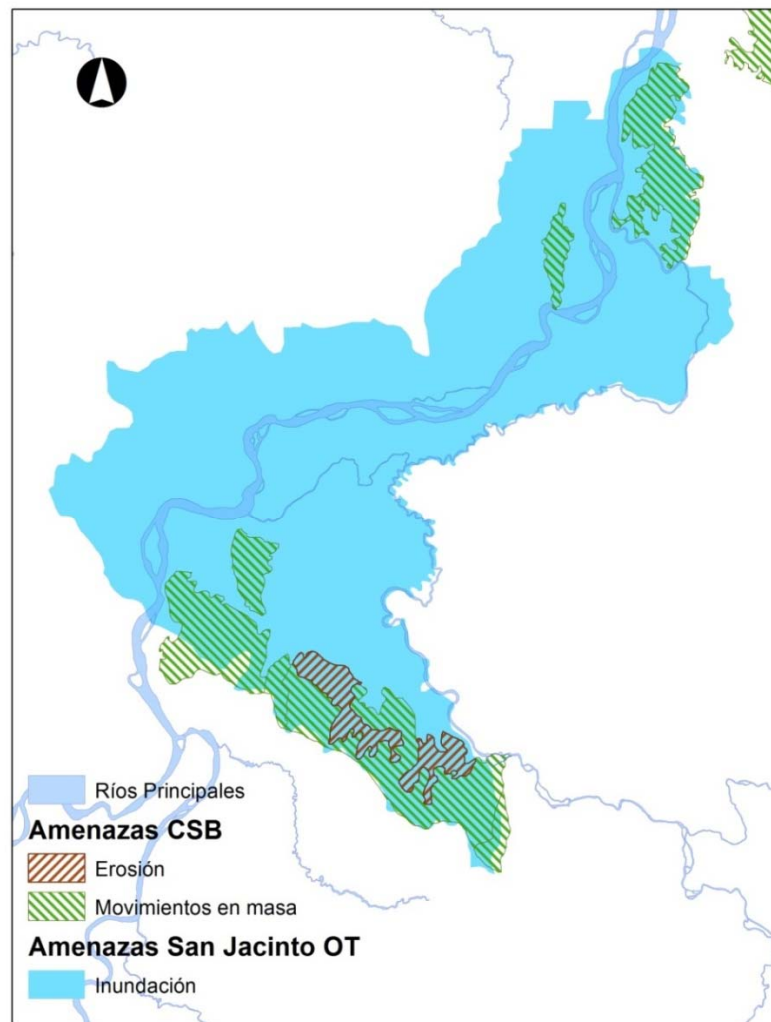 Ríos Principales
Amenazas CSB
Erosión
Movimientos en masa
Amenazas San Jacinto OT
Inundación